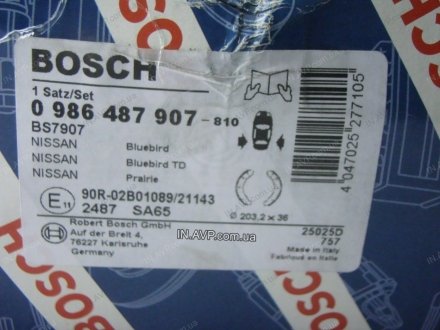 BOSCH
1 Satz/Set
0 986 487 907-810
BS7907
NISSAN Bluebird
NISSAN Bluebird TD
NISSAN Prairie
E11 90R-02B01089/21143
2487 SA65
Ø 203,2 x 36
Robert Bosch GmbH
Auf der Breit 4,
76227 Karlsruhe
Germany
25025D
757
Made in Italy
Fabriqué en Italie
4 047025 277105
IN.AVP.com.ua
BOSCH
BOSCH
BOSCH